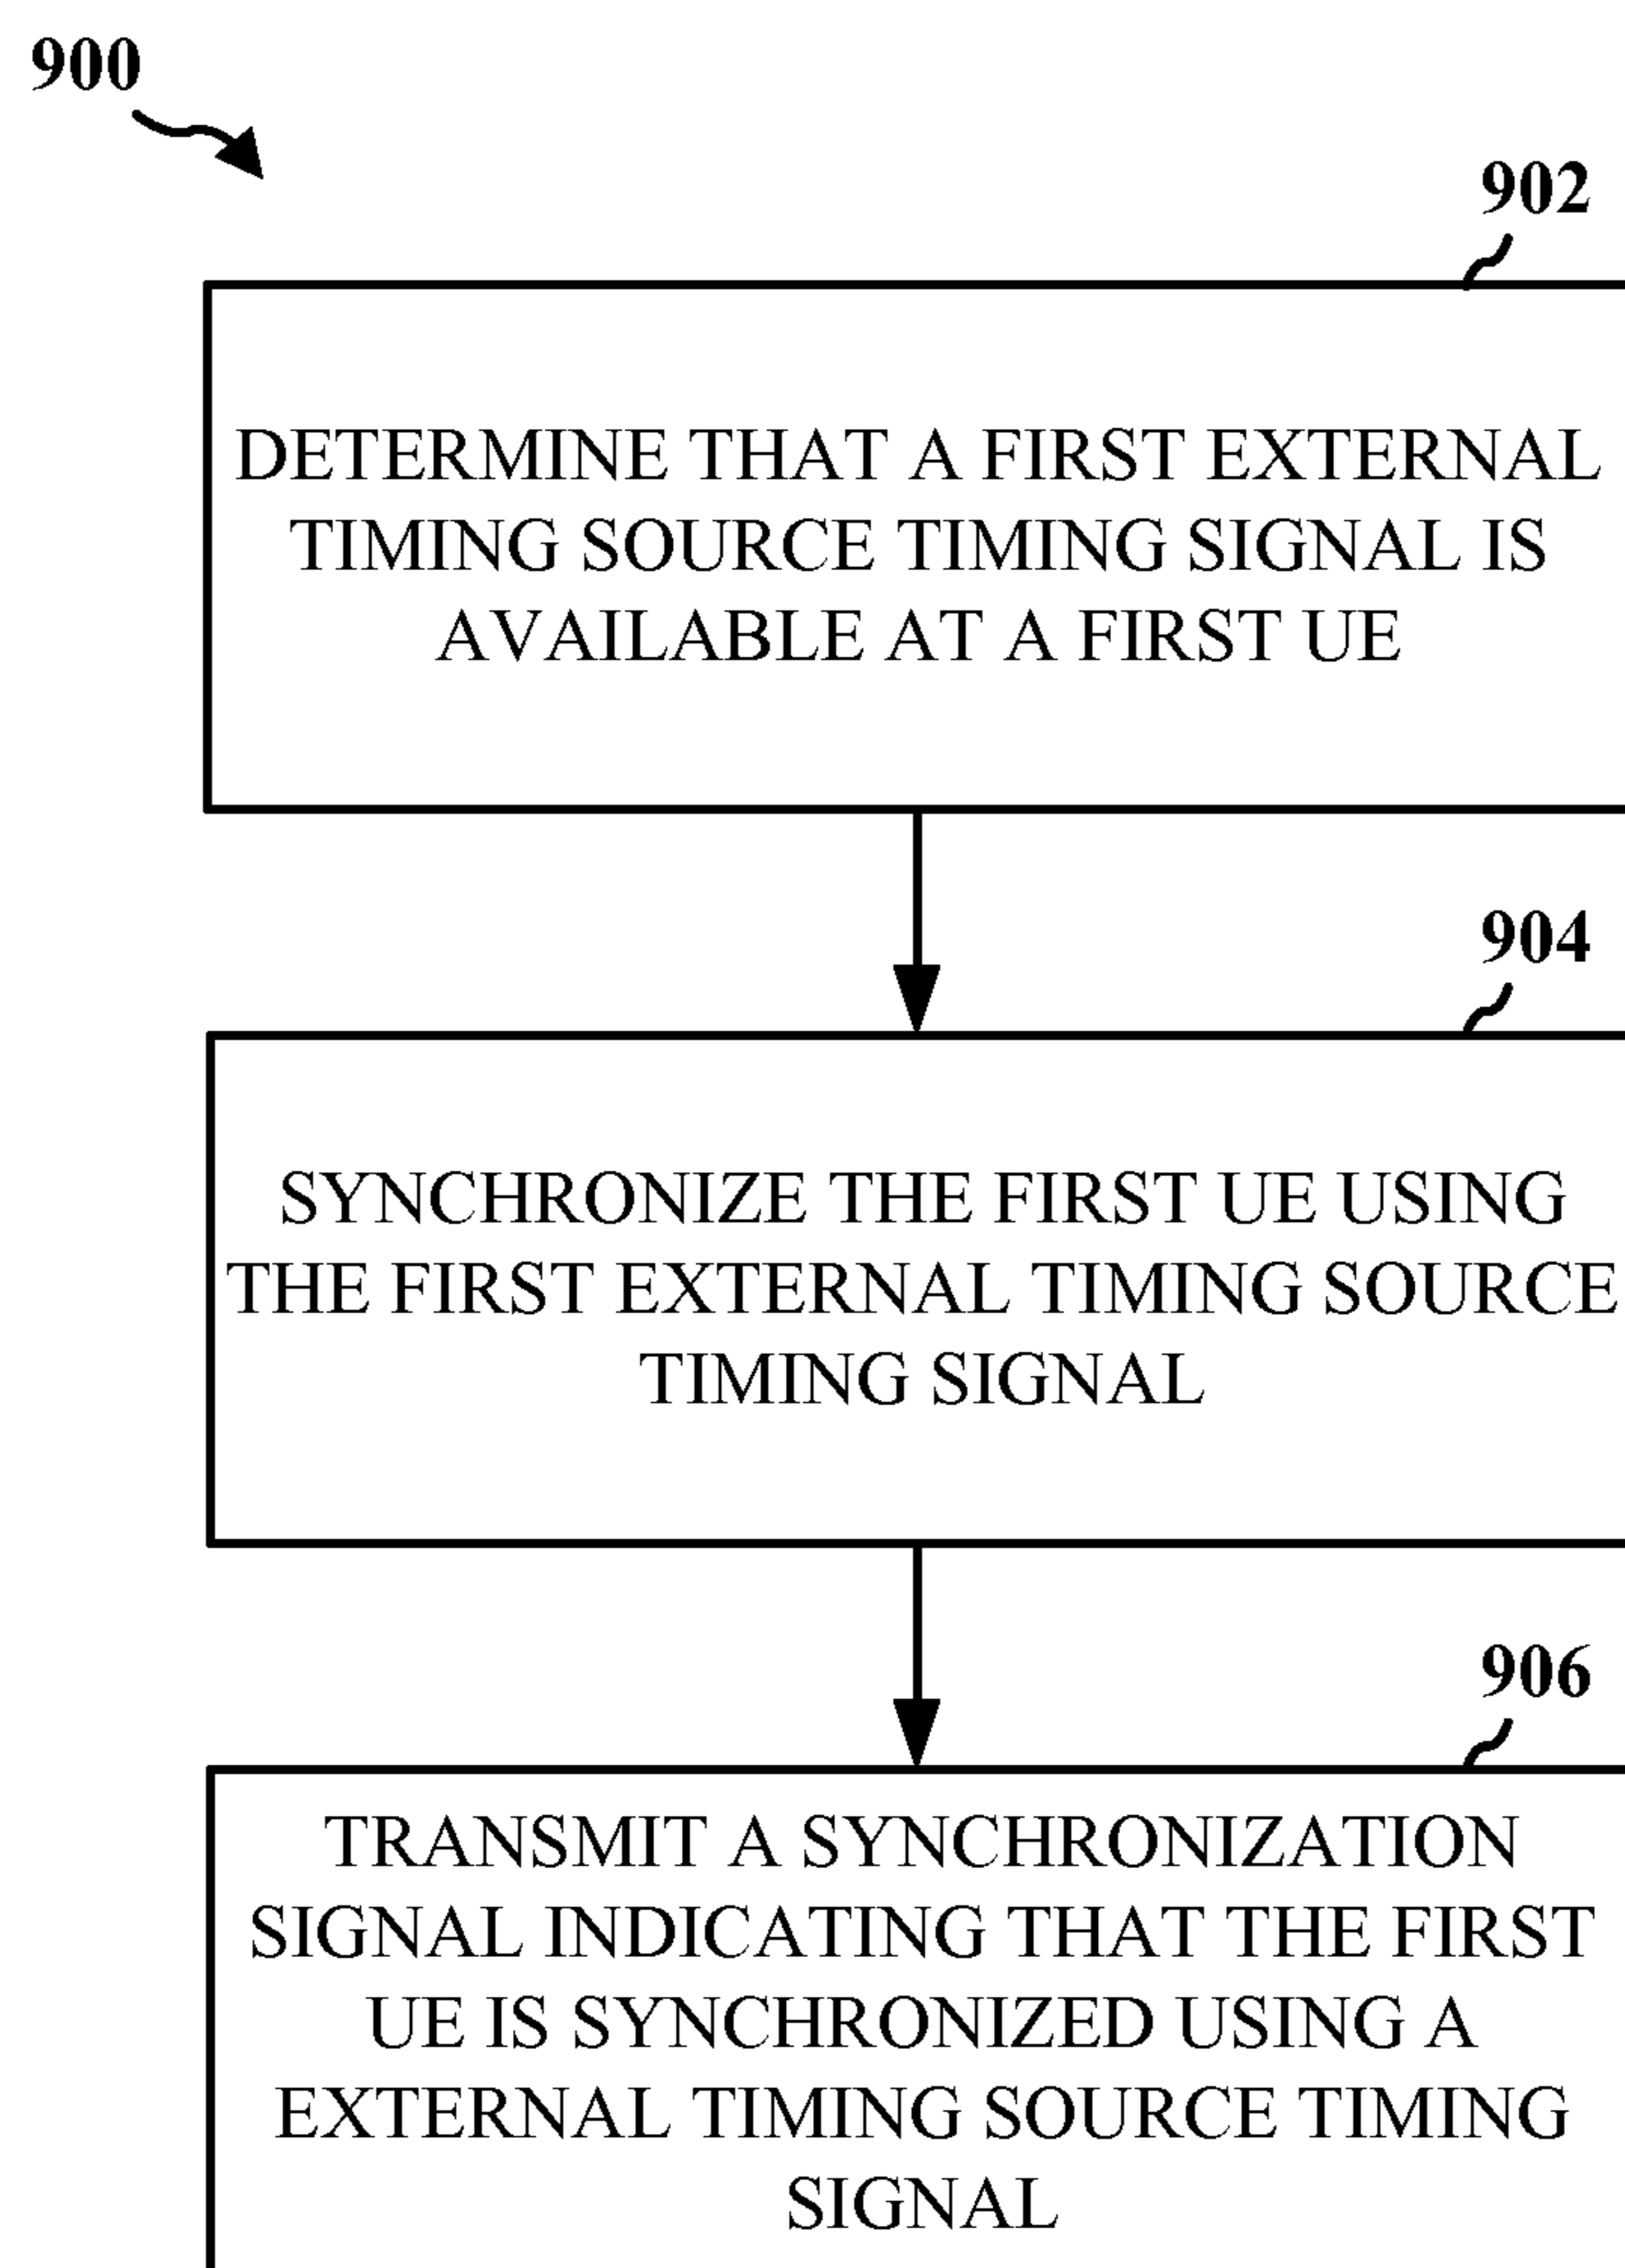 900
902
DETERMINE THAT A FIRST EXTERNAL
TIMING SOURCE TIMING SIGNAL IS
AVAILABLE AT A FIRST UE
904
SYNCHRONIZE THE FIRST UE USING
THE FIRST EXTERNAL TIMING SOURCE
TIMING SIGNAL
906
TRANSMIT A SYNCHRONIZATION
SIGNAL INDICATING THAT THE FIRST
UE IS SYNCHRONIZED USING A
EXTERNAL TIMING SOURCE TIMING
SIGNAL